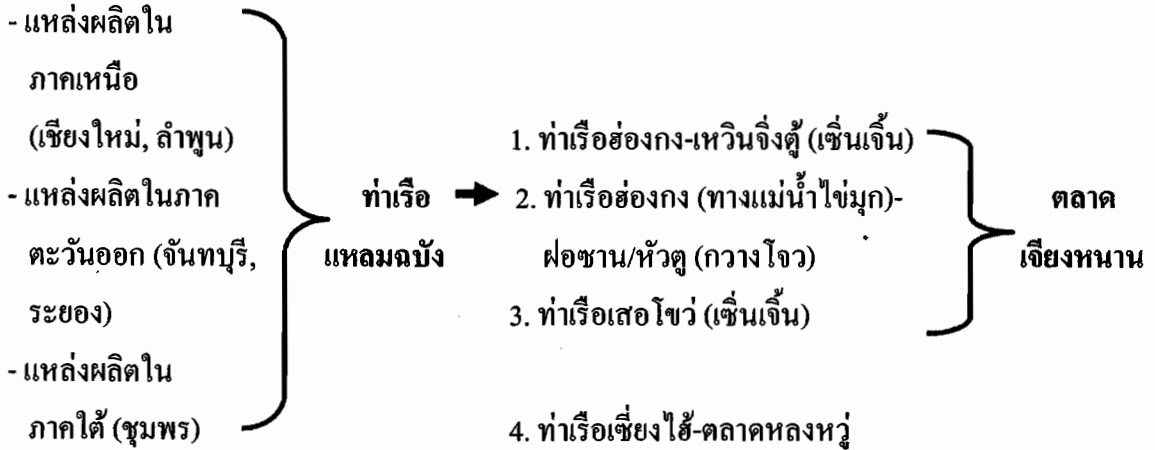 - แหล่งผลิตใน
ภาคเหนือ
(เชียงใหม่, ลำพูน)
- แหล่งผลิตในภาค
ตะวันออก (จันทบุรี,
ระยอง)
- แหล่งผลิตใน
ภาคใต้ (ชุมพร)
ท่าเรือ
แหลมฉบัง
1. ท่าเรือฮ่องกง-เหวินจิ่งตู้ (เซิ่นเจิ้น)
2. ท่าเรือฮ่องกง (ทางแม่น้ำไข่มุก)-
ฝอซาน/หัวตู (กวางโจว)
3. ท่าเรือเสอโขว่ (เซิ่นเจิ้น)
4. ท่าเรือเซี่ยงไฮ้-ตลาดหลงหวู่
ตลาด
เจียงหนาน